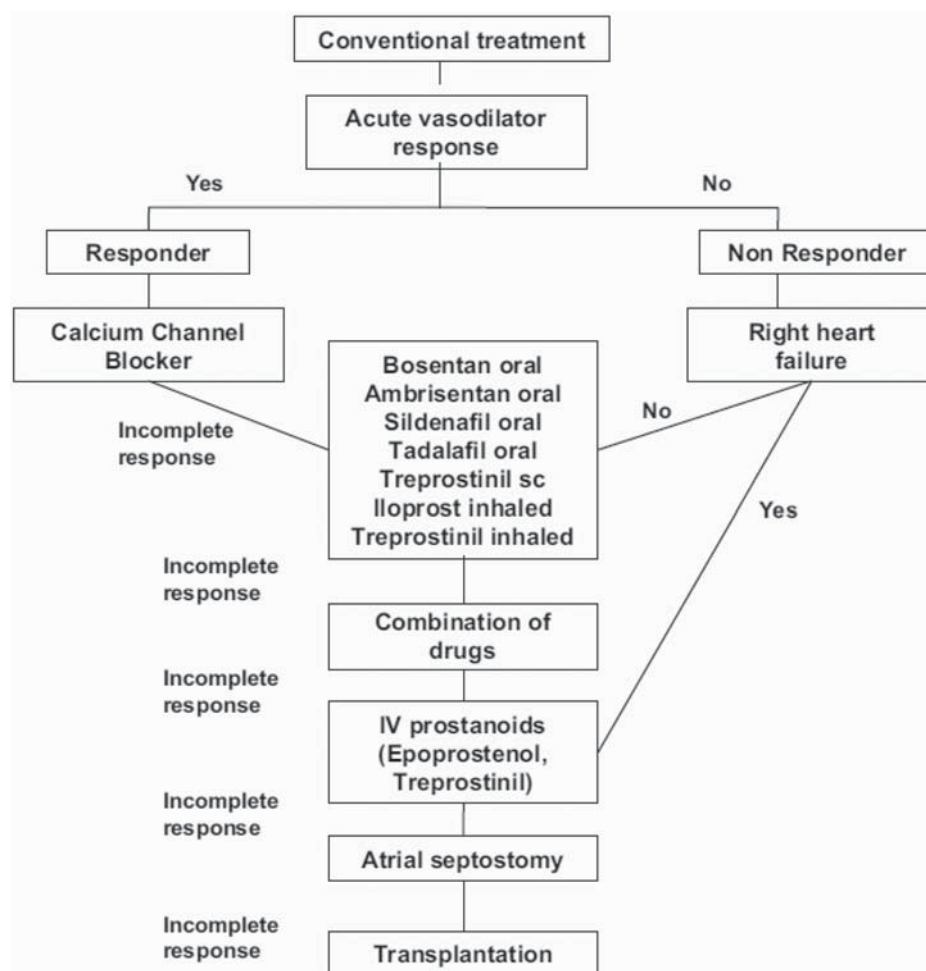 Conventional treatment
Acute vasodilator
response
Yes
No
Responder
Non Responder
Calcium Channel
Blocker
Right heart
failure
Bosentan oral
Ambrisentan oral
Sildenafil oral
Tadalafil oral
Treprostinil sc
Iloprost inhaled
Treprostinil inhaled
Incomplete
response
No
Yes
Incomplete
response
Combination of
drugs
Incomplete
response
IV prostanoids
(Epoprostenol,
Treprostinil)
Incomplete
response
Atrial septostomy
Incomplete
response
Transplantation